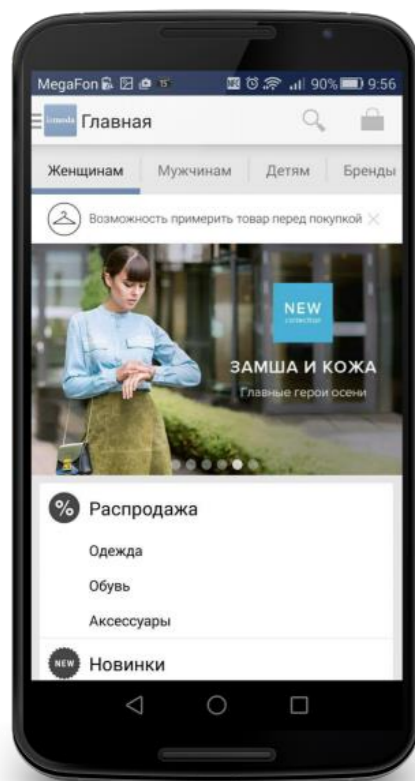 MegaFon 90% 9:56
lamoda Главная
Женщинам Мужчинам Детям Бренды
Возможность примерить товар перед покупкой
NEW
collection
ЗАМША И КОЖА
Главные герои осени
% Распродажа
Одежда
Обувь
Аксессуары
NEW Новинки